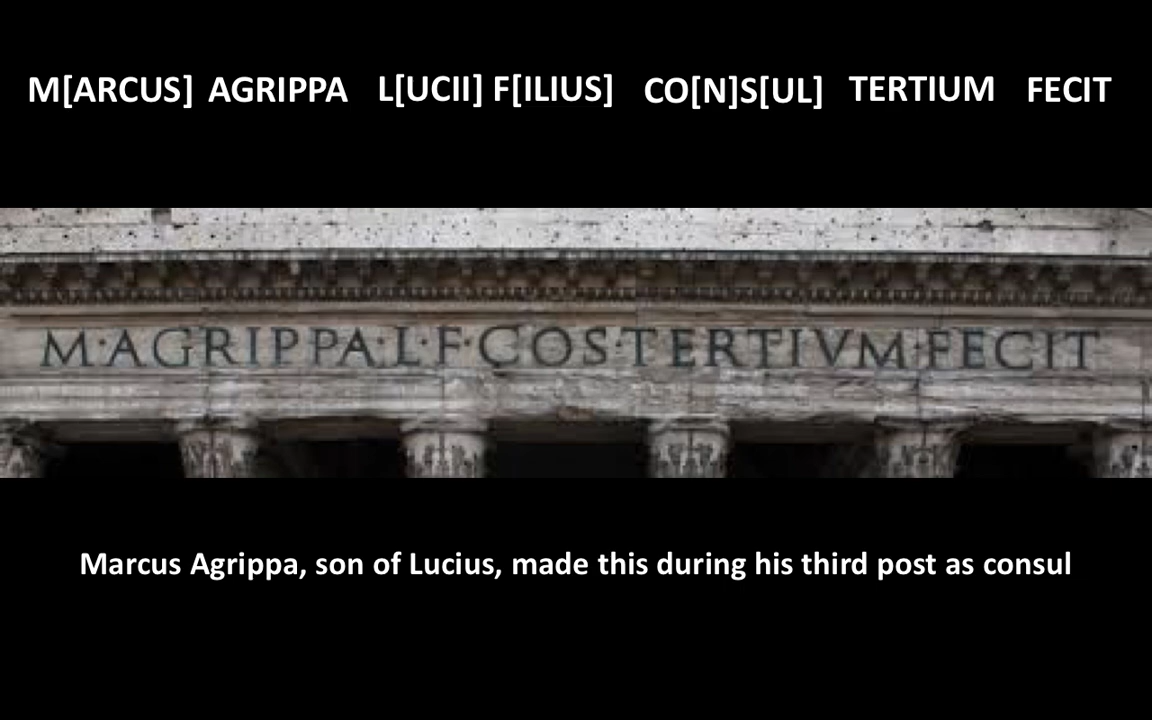 M[ARCUS] AGRIPPA L[UCII] F[ILIUS] CO[N]S[UL] TERTIUM FECIT
M·AGRIPPA·L·F·COS·TERTIVM·FECIT
Marcus Agrippa, son of Lucius, made this during his third post as consul